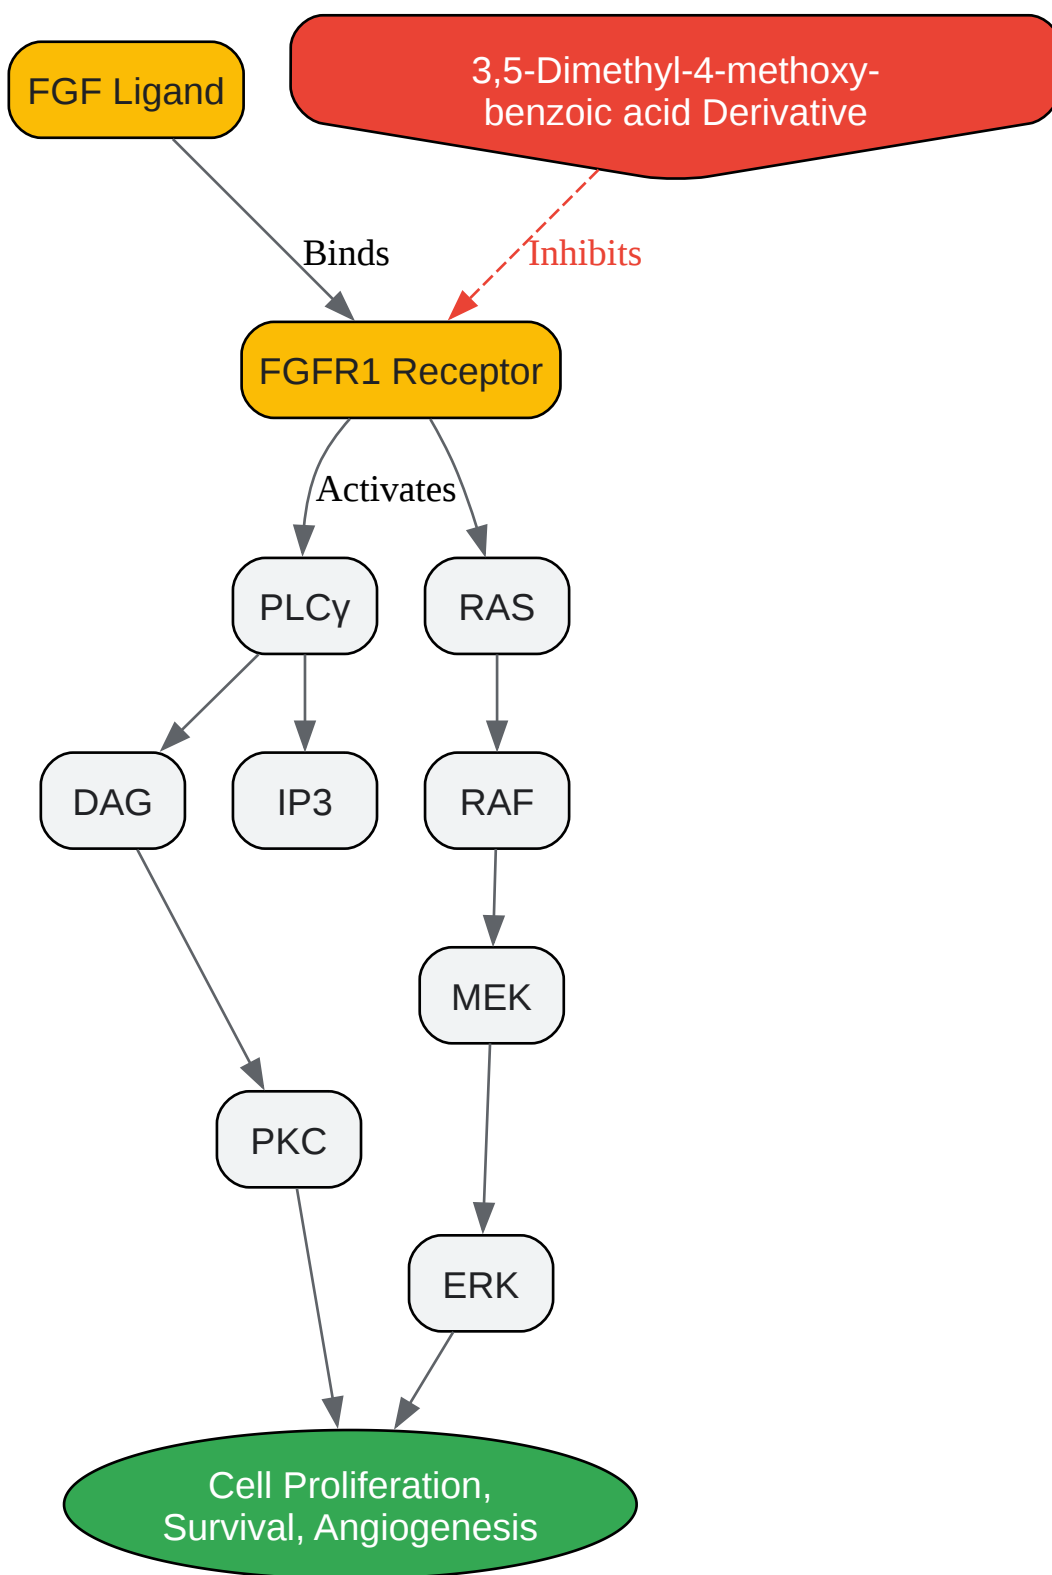 FGF Ligand
3,5-Dimethyl-4-methoxy-
benzoic acid Derivative
Binds
Inhibits
FGFR1 Receptor
Activates
PLCγ
RAS
DAG
IP3
RAF
MEK
PKC
ERK
Cell Proliferation,
Survival, Angiogenesis